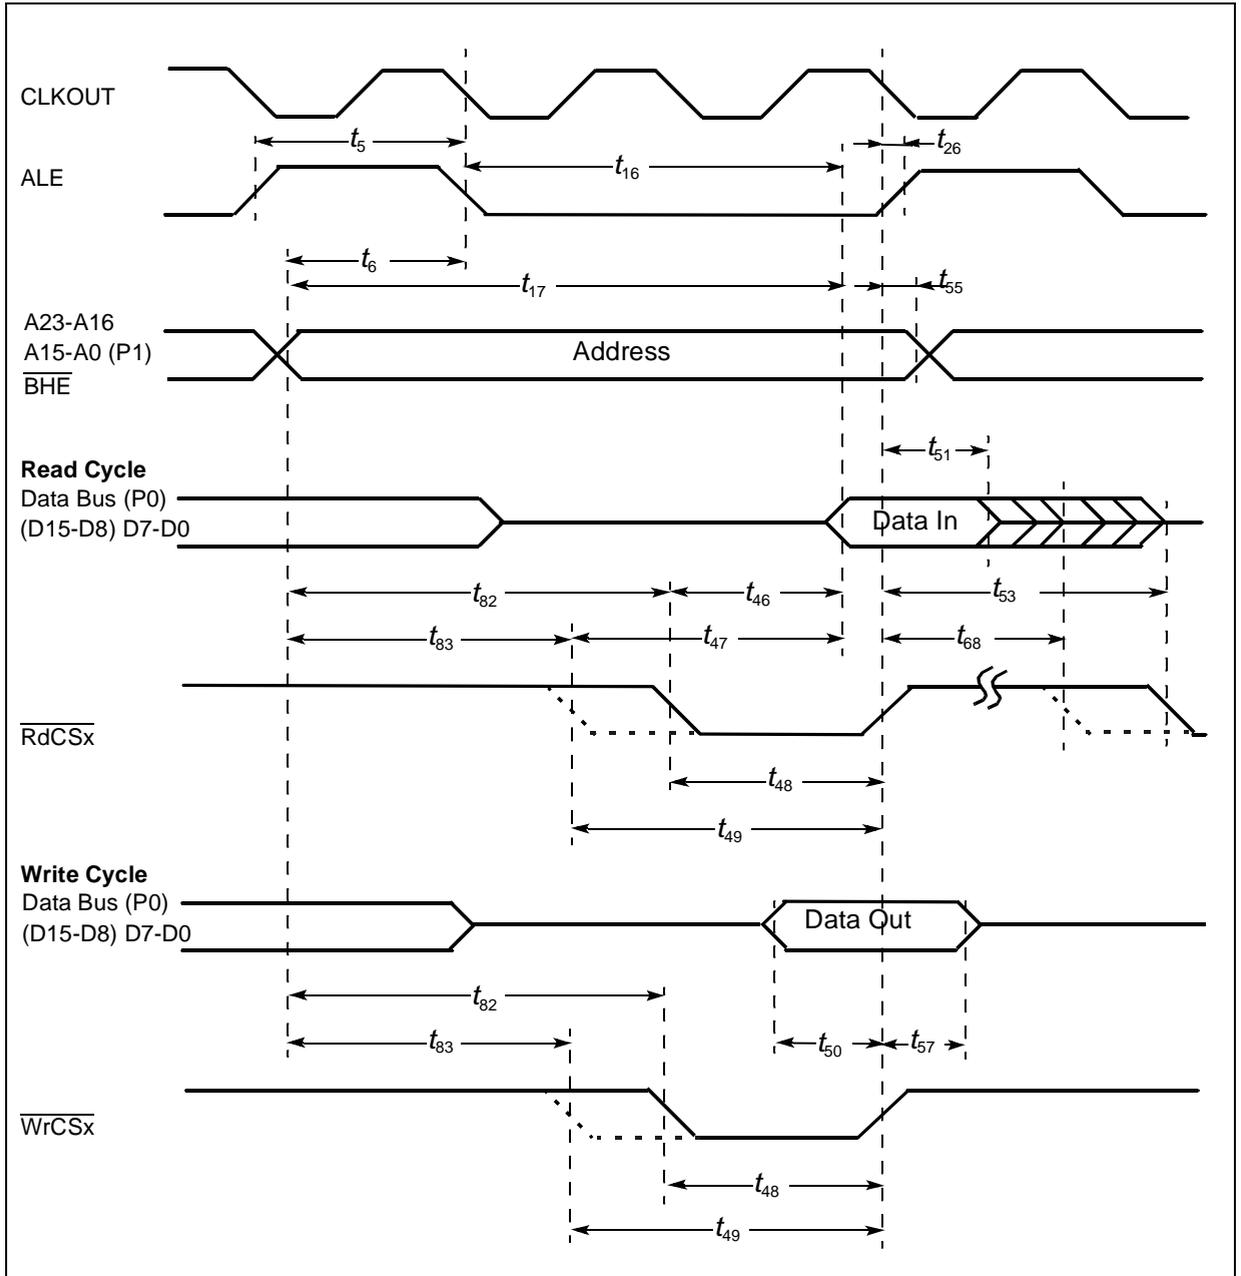 CLKOUT
t5
t26
ALE
t16
t6
t17
t55
A23-A16
A15-A0 (P1)
Address
BHE
t51
Read Cycle
Data Bus (P0)
(D15-D8) D7-D0
Data In
t82
t46
t53
t83
t47
t68
RdCSx
t48
t49
Write Cycle
Data Bus (P0)
(D15-D8) D7-D0
Data Out
t82
t83
t50
t57
WrCSx
t48
t49